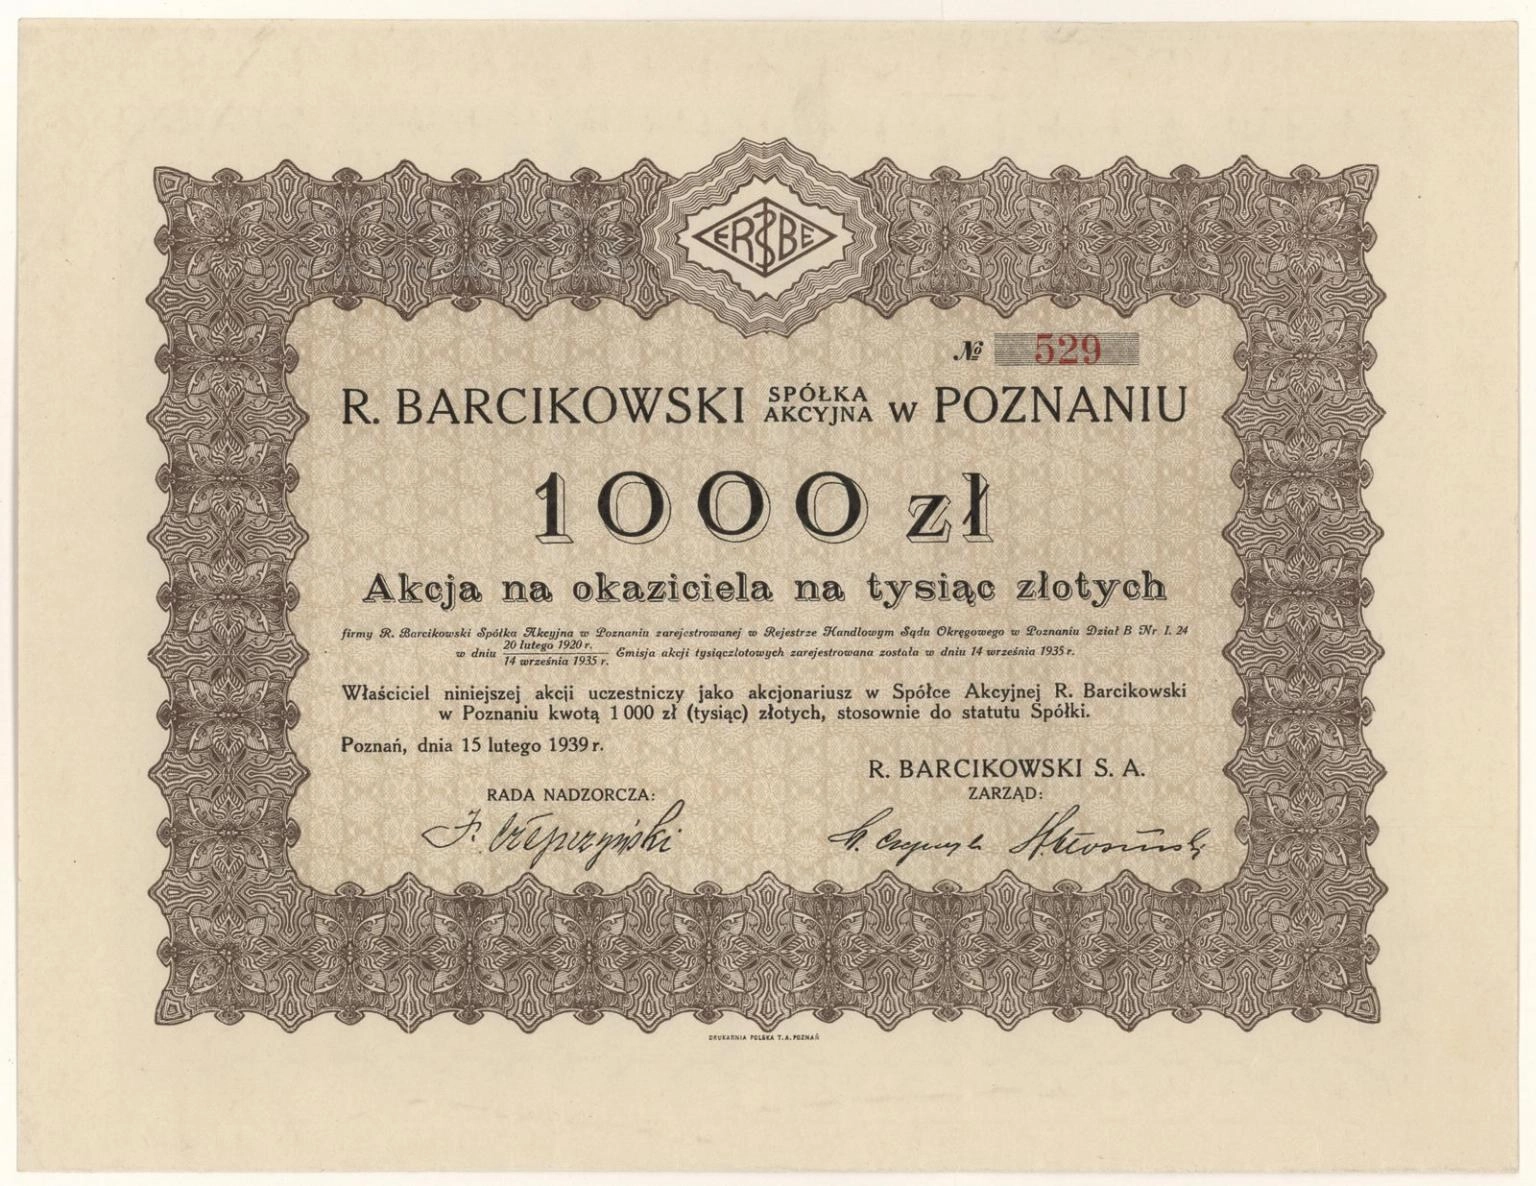 ERBE
№ 529
R. BARCIKOWSKI SPÓŁKA AKCYJNA W POZNANIU
1000 zł
Akcja na okaziciela na tysiąc złotych
firmy R. Barcikowski Spółka Akcyjna w Poznaniu zarejestrowanej w Rejestrze Handlowym Sądu Okręgowego w Poznaniu Dział B Nr I. 24
w dniu 20 lutego 1920 r. / 14 września 1935 r. Emisja akcji tysiączłotowych zarejestrowana została w dniu 14 września 1935 r.
Właściciel niniejszej akcji uczestniczy jako akcjonariusz w Spółce Akcyjnej R. Barcikowski
w Poznaniu kwotą 1 000 zł (tysiąc) złotych, stosownie do statutu Spółki.
Poznań, dnia 15 lutego 1939 r.
R. BARCIKOWSKI S. A.
RADA NADZORCZA: ZARZĄD:
DRUKARNIA POLSKA T. A. POZNAŃ